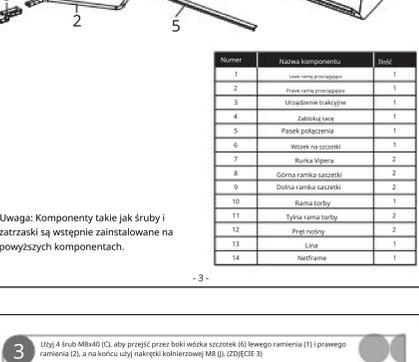 2
5
Numer Nazwa komponentu Ilość
1 Lewe ramię przeciągające 1
2 Prawe ramię przeciągające 1
3 Urządzenie trakcyjne 1
4 Zablokuj tacę 1
5 Pasek połączenia 1
6 Wózek na szczotki 1
7 Rurka Vipera 2
8 Górna ramka saszetki 2
9 Dolna ramka saszetki 2
10 Rama torby 1
11 Tylna rama torby 2
12 Pręt nośny 2
13 Lina 1
14 Netframe 1
Uwaga: Komponenty takie jak śruby i
zatrzaski są wstępnie zainstalowane na
powyższych komponentach.
- 3 -
3
Użyj 4 śrub M8x40 (C), aby przejść przez boki wózka szczotek (6) lewego ramienia (1) i prawego
ramienia (2), a na końcu użyj nakrętki kołnierzowej M8 (J). (ZDJĘCIE 3)